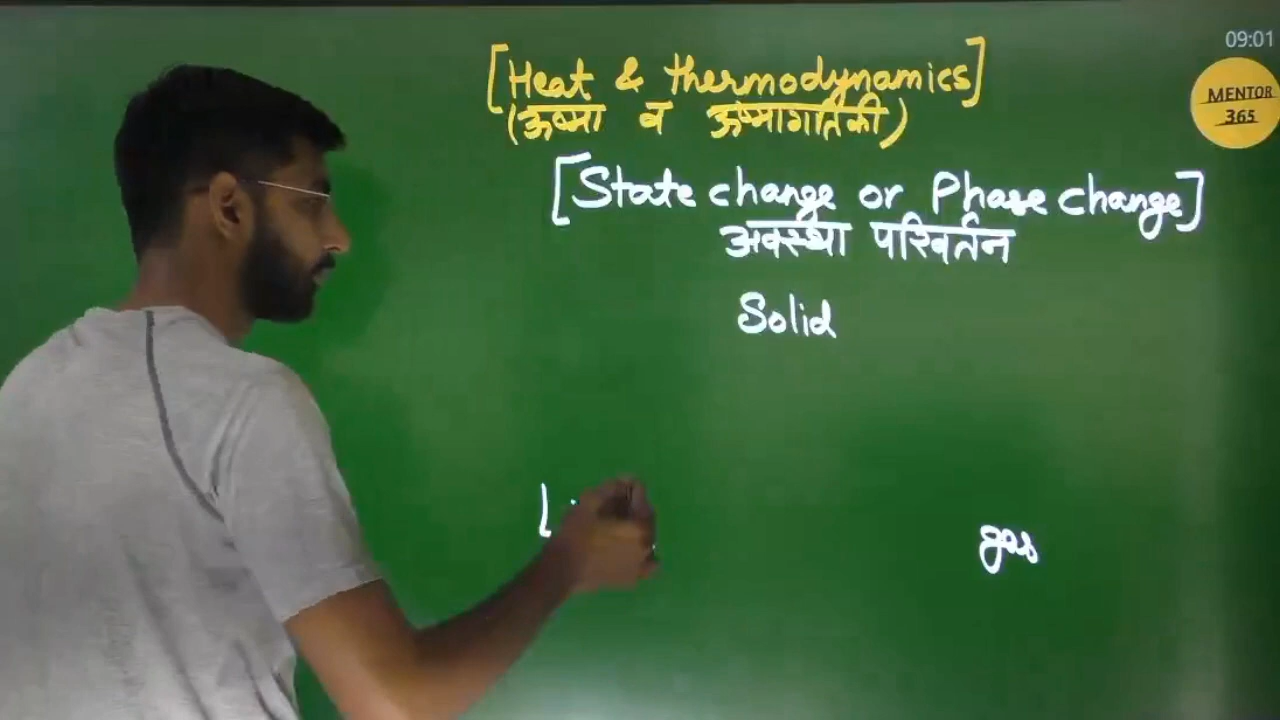 09:01
MENTOR
365
[Heat & thermodynamics]
(ऊष्मा व ऊष्मागतिकी)
[State change or Phase change]
अवस्था परिवर्तन
Solid
gas